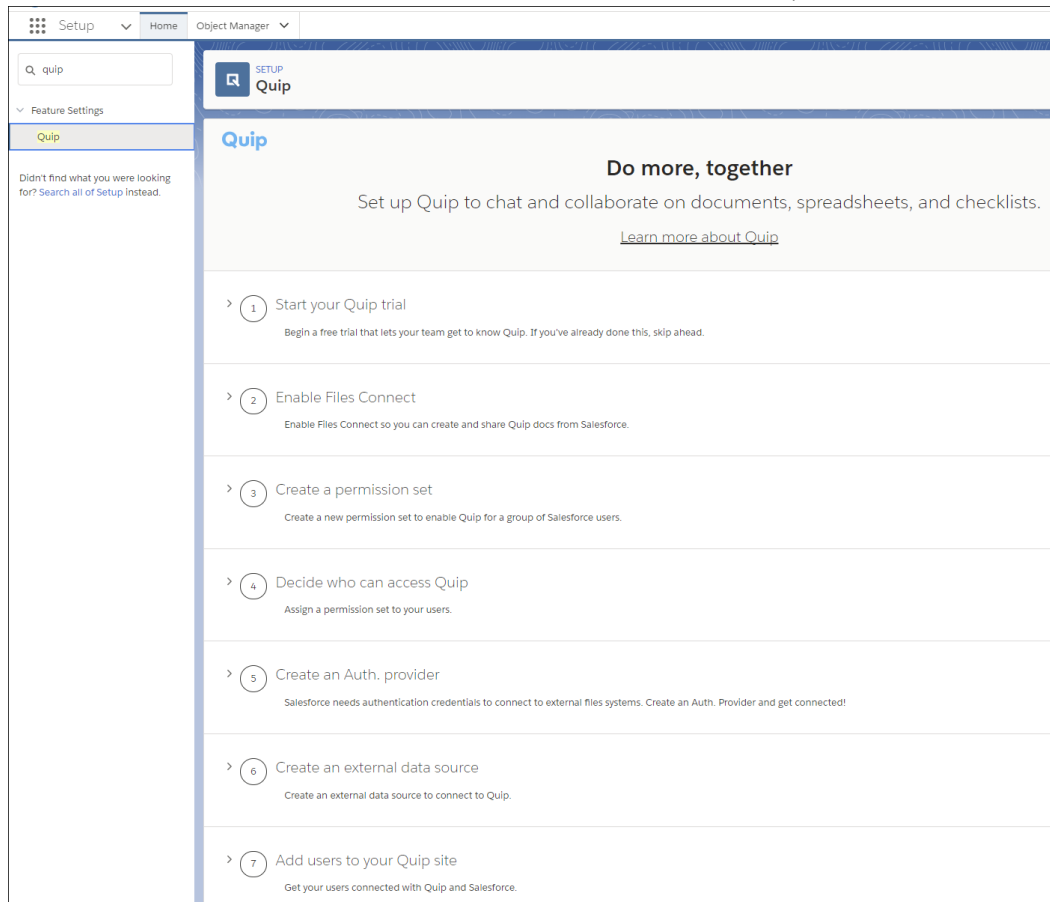 Setup
Home
Object Manager
quip
Feature Settings
Quip
Didn't find what you were looking
for? Search all of Setup instead.
SETUP
Quip
Quip
Do more, together
Set up Quip to chat and collaborate on documents, spreadsheets, and checklists.
Learn more about Quip
1
Start your Quip trial
Begin a free trial that lets your team get to know Quip. If you've already done this, skip ahead.
2
Enable Files Connect
Enable Files Connect so you can create and share Quip docs from Salesforce.
3
Create a permission set
Create a new permission set to enable Quip for a group of Salesforce users.
4
Decide who can access Quip
Assign a permission set to your users.
5
Create an Auth. provider
Salesforce needs authentication credentials to connect to external files systems. Create an Auth. Provider and get connected!
6
Create an external data source
Create an external data source to connect to Quip.
7
Add users to your Quip site
Get your users connected with Quip and Salesforce.